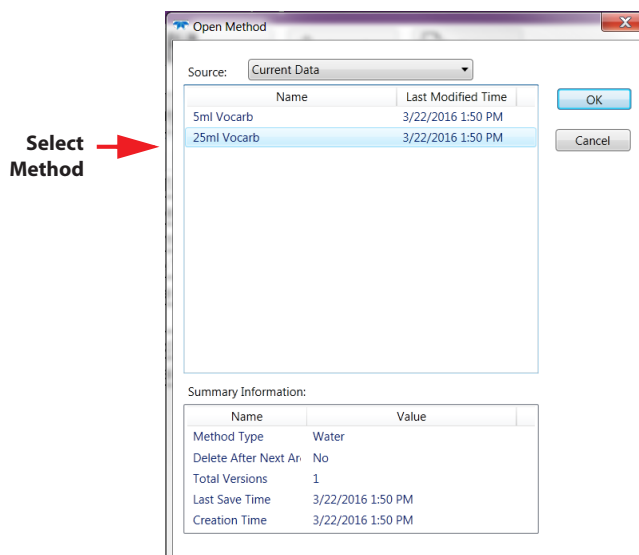 Open Method
X
Source: Current Data
Name Last Modified Time
OK
5ml Vocarb 3/22/2016 1:50 PM
25ml Vocarb 3/22/2016 1:50 PM
Cancel
Select
Method
Summary Information:
Name Value
Method Type Water
Delete After Next Ar No
Total Versions 1
Last Save Time 3/22/2016 1:50 PM
Creation Time 3/22/2016 1:50 PM